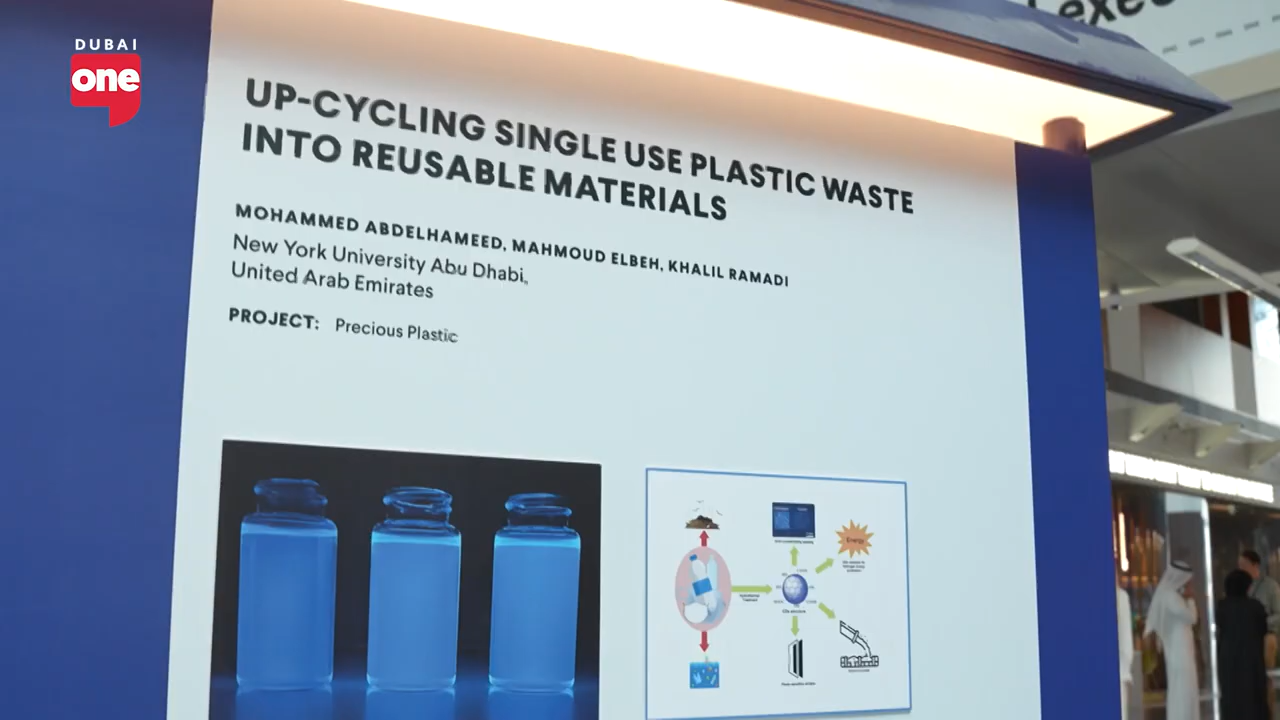 DUBAI
one
UP-CYCLING SINGLE USE PLASTIC WASTE
INTO REUSABLE MATERIALS
MOHAMMED ABDELHAMEED, MAHMOUD ELBEH, KHALIL RAMADI
New York University Abu Dhabi,
United Arab Emirates
PROJECT: Precious Plastic
Energy